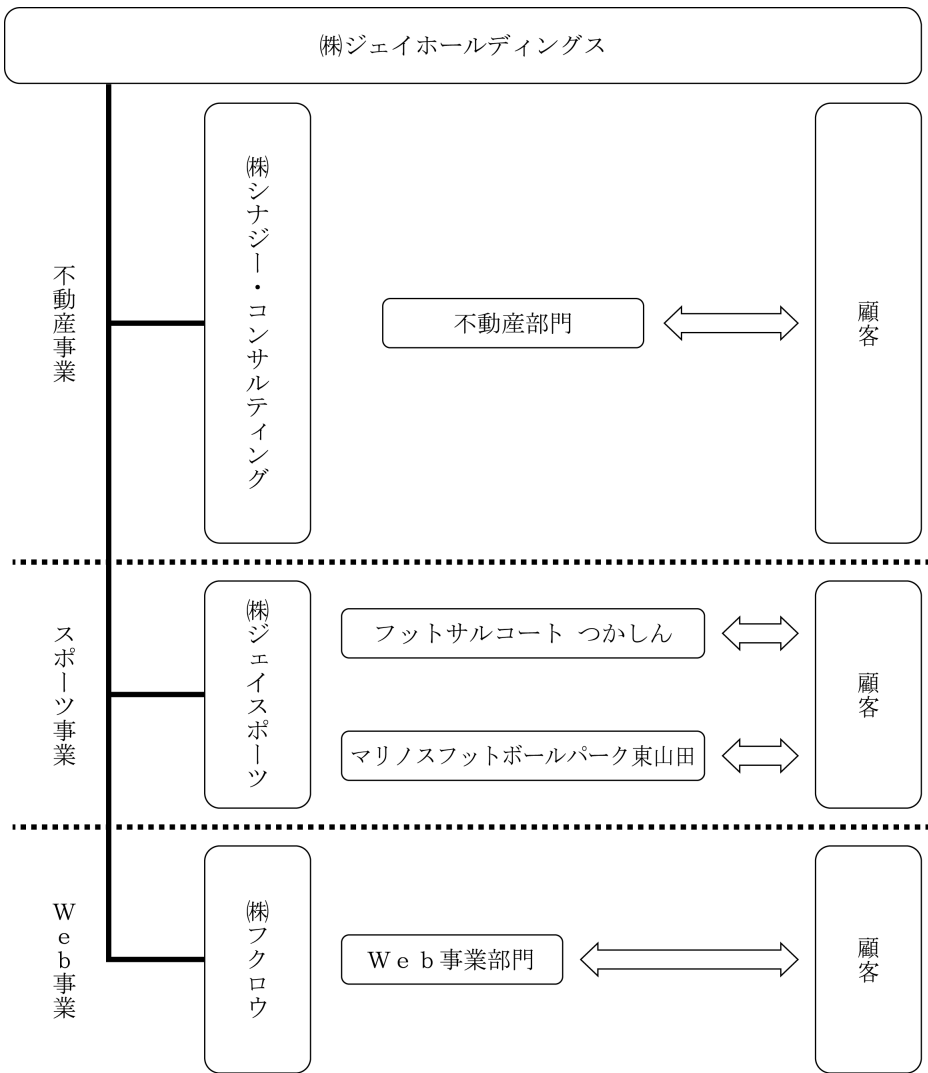 ㈱ジェイホールディングス
不動産事業
㈱シナジー・コンサルティング
不動産部門
顧客
スポーツ事業
㈱ジェイスポーツ
フットサルコート つかしん
マリノスフットボールパーク東山田
顧客
Web事業
㈱フクロウ
Web事業部門
顧客